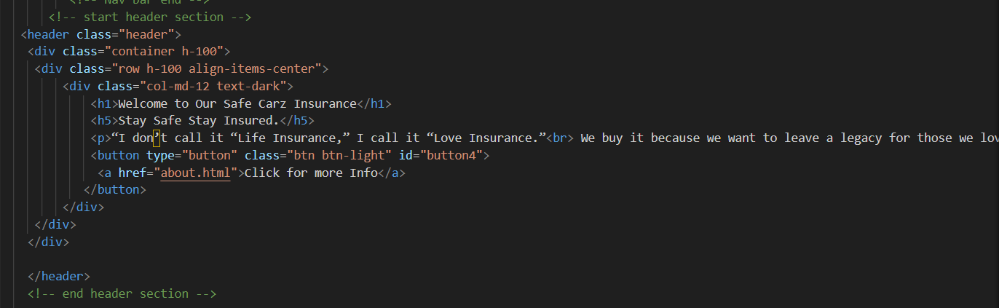 <!-- Nav bar end -->
<!-- start header section -->
<header class="header">
<div class="container h-100">
<div class="row h-100 align-items-center">
<div class="col-md-12 text-dark">
<h1>Welcome to Our Safe Carz Insurance</h1>
<h5>Stay Safe Stay Insured.</h5>
<p>“I don’t call it “Life Insurance,” I call it “Love Insurance.”<br> We buy it because we want to leave a legacy for those we lov
<button type="button" class="btn btn-light" id="button4">
<a href="about.html">Click for more Info</a>
</button>
</div>
</div>
</div>
</header>
<!-- end header section -->